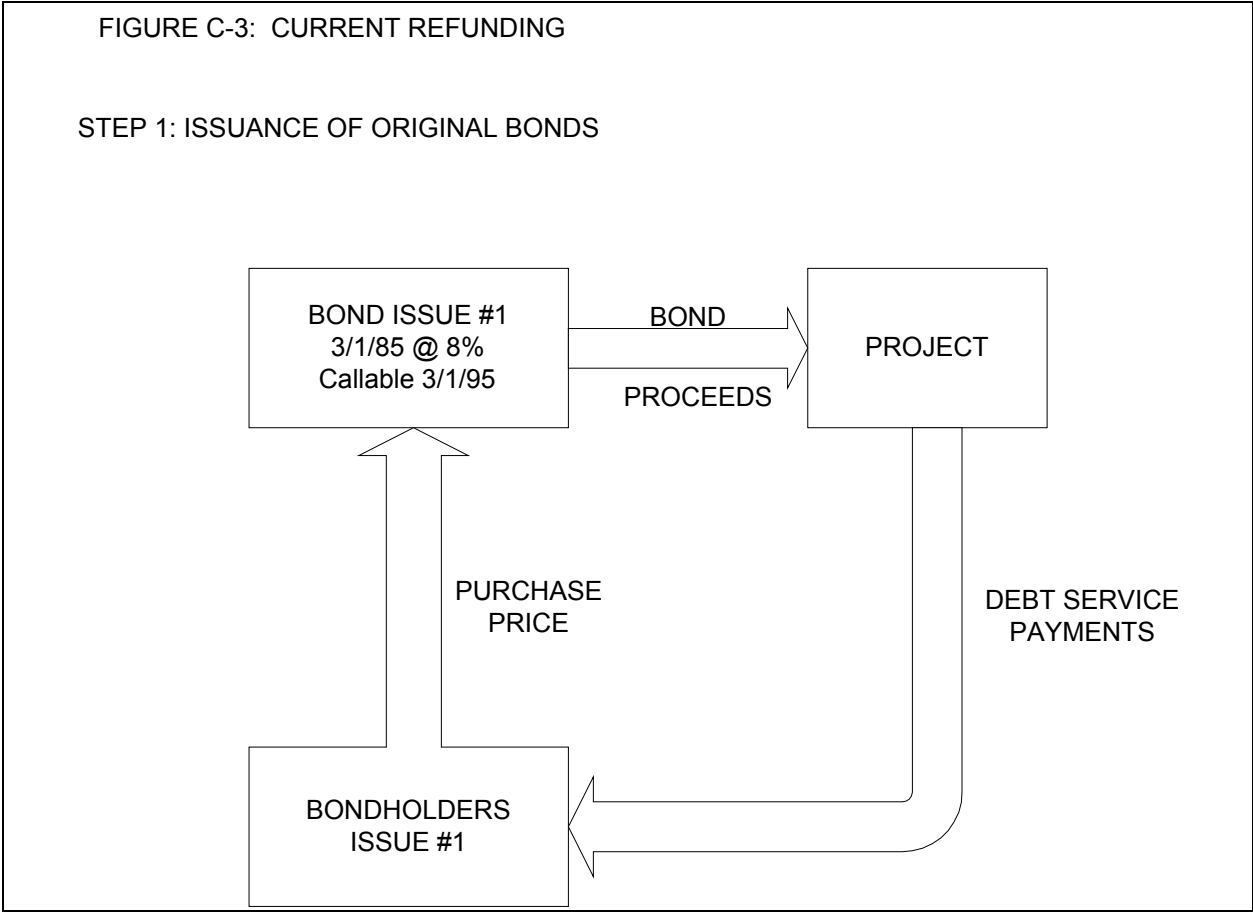 FIGURE C-3: CURRENT REFUNDING
STEP 1: ISSUANCE OF ORIGINAL BONDS
BOND ISSUE #1
3/1/85 @ 8%
Callable 3/1/95
BOND
PROCEEDS
PROJECT
PURCHASE
PRICE
DEBT SERVICE
PAYMENTS
BONDHOLDERS
ISSUE #1